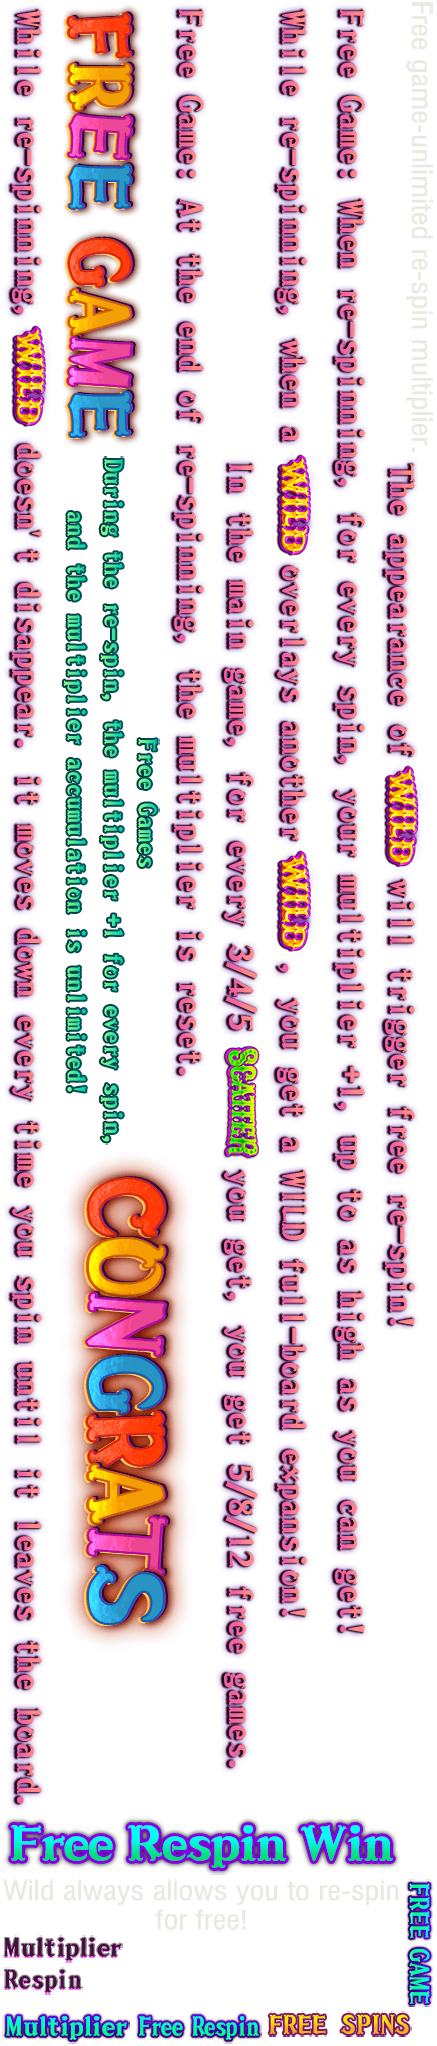 Free game-unlimited re-spin multiplier.
The appearance of WILD will trigger free re-spin!
Free Game: When re-spinning, for every spin, your multiplier +1, up to as high as you can get!
While re-spinning, when a WILD overlays another WILD, you get a WILD full-board expansion!
In the main game, for every 3/4/5 SCATTER you get, you get 5/8/12 free games.
Free Game: At the end of re-spinning, the multiplier is reset.
Free Games
During the re-spin, the multiplier +1 for every spin,
and the multiplier accumulation is unlimited!
FREE GAME
CONGRATS
While re-spinning, WILD doesn't disappear. it moves down every time you spin until it leaves the board.
Free Respin Win
Wild always allows you to re-spin
for free!
FREE GAME
Multiplier
Respin
Multiplier Free Respin FREE SPINS